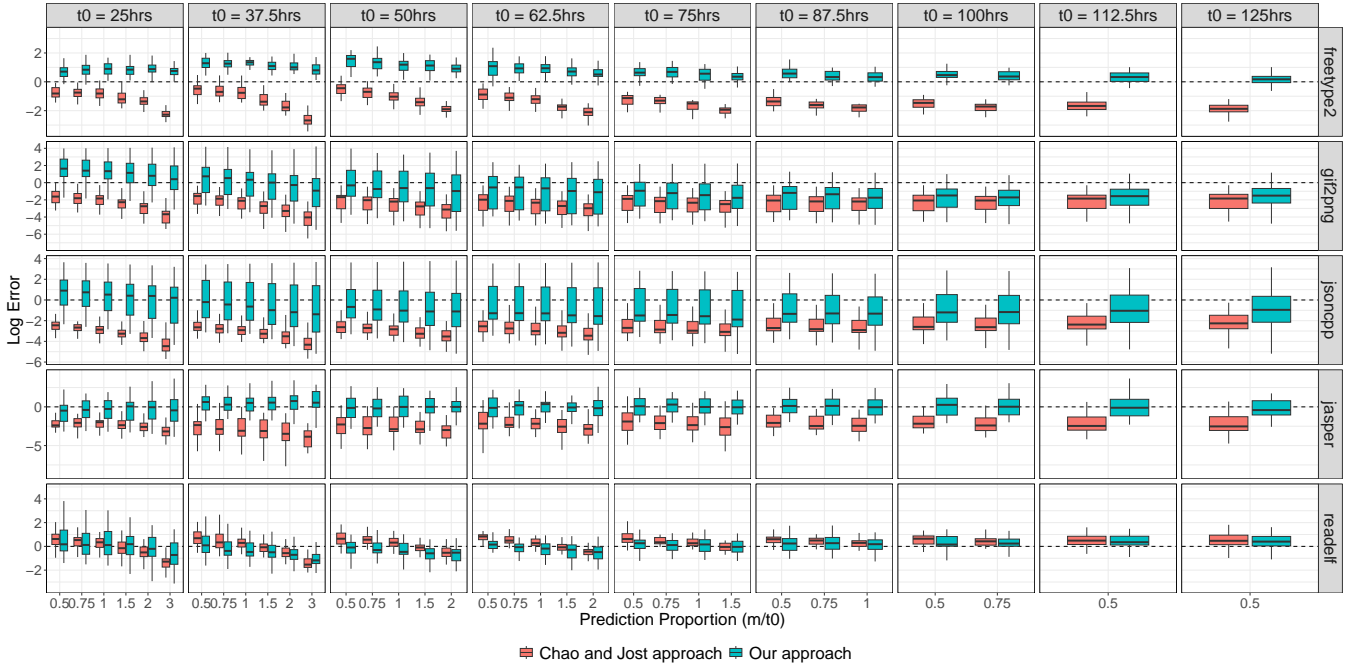 t0 = 25hrs t0 = 37.5hrs t0 = 50hrs t0 = 62.5hrs t0 = 75hrs t0 = 87.5hrs t0 = 100hrs t0 = 112.5hrs t0 = 125hrs
2
0
−2
freetype2
4
2
0
−2
−4
−6
gif2png
4
2
0
−2
−4
−6
jsoncpp
0
−5
jasper
4
2
0
−2
readelf
Log Error
0.5 0.75 1 1.5 2 3 0.5 0.75 1 1.5 2 3 0.5 0.75 1 1.5 2 0.5 0.75 1 1.5 2 0.5 0.75 1 1.5 0.5 0.75 1 0.5 0.75 0.5 0.5
Prediction Proportion (m/t0)
Chao and Jost approach Our approach